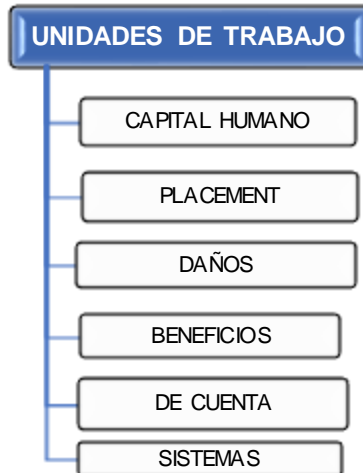 UNIDADES DE TRABAJO
CAPITAL HUMANO
PLACEMENT
DAÑOS
BENEFICIOS
DE CUENTA
SISTEMAS